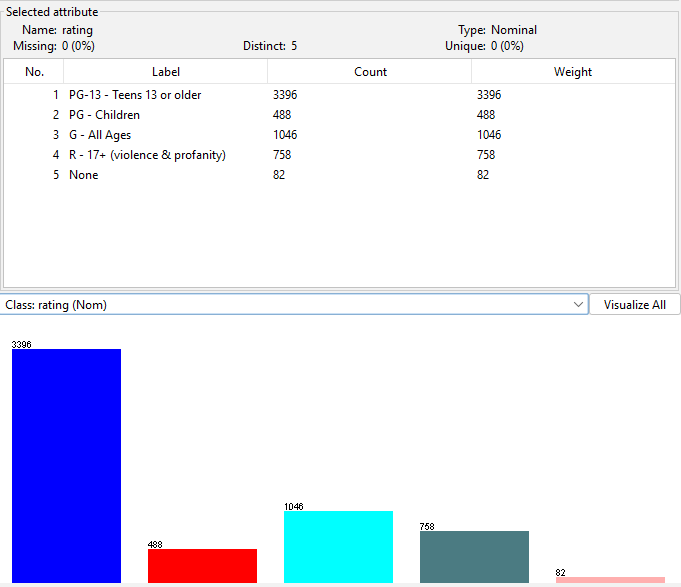 Selected attribute
Name: rating Type: Nominal
Missing: 0 (0%) Distinct: 5 Unique: 0 (0%)
No. Label Count Weight
1 PG-13 - Teens 13 or older 3396 3396
2 PG - Children 488 488
3 G - All Ages 1046 1046
4 R - 17+ (violence & profanity) 758 758
5 None 82 82
Class: rating (Nom) Visualize All
3396
488
1046
758
82